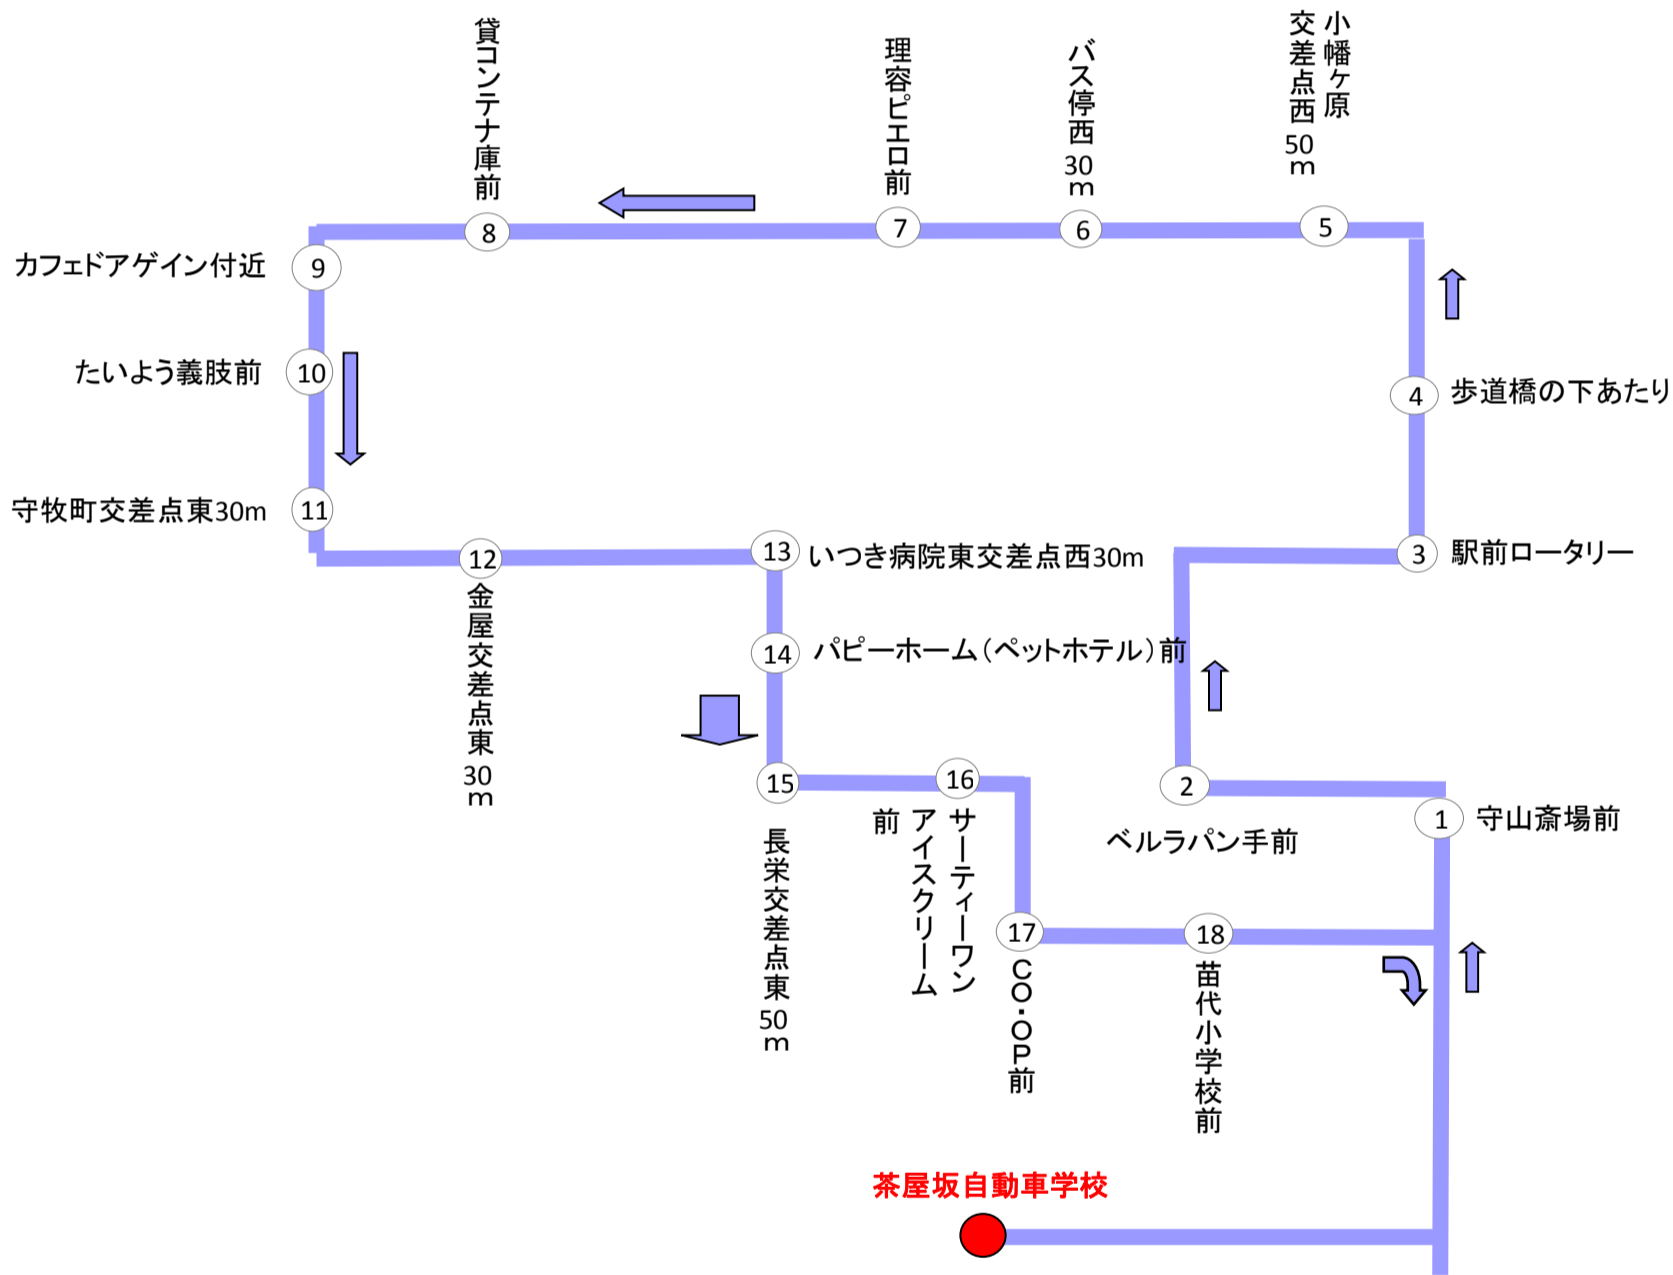 貸コンテナ庫前
理容ピエロ前
バス停西30m
小幡ヶ原
交差点西50m
8
7
6
5
カフェドアゲイン付近
9
たいよう義肢前
10
4
歩道橋の下あたり
守牧町交差点東30m
11
12
金屋交差点東30m
13
いつき病院東交差点西30m
3
駅前ロータリー
14
パピーホーム(ペットホテル)前
15
長栄交差点東50m
16
サーティーワン
アイスクリーム
前
2
ベルラパン手前
1
守山斎場前
17
CO・OP前
18
苗代小学校前
茶屋坂自動車学校